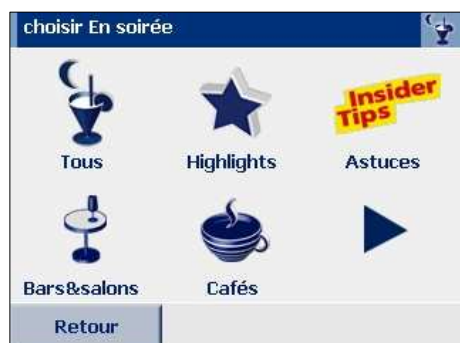 choisir En soirée
Insider
Tips
Tous
Highlights
Astuces
Bars&salons
Cafés
Retour